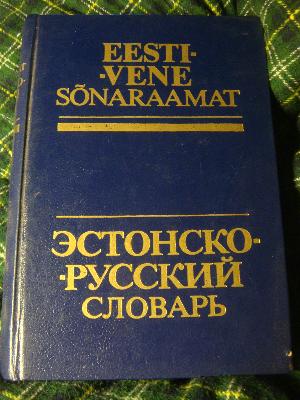 EESTI-
-VENE
SÕNARAAMAT
ЭСТОНСКО-
-РУССКИЙ
СЛОВАРЬ